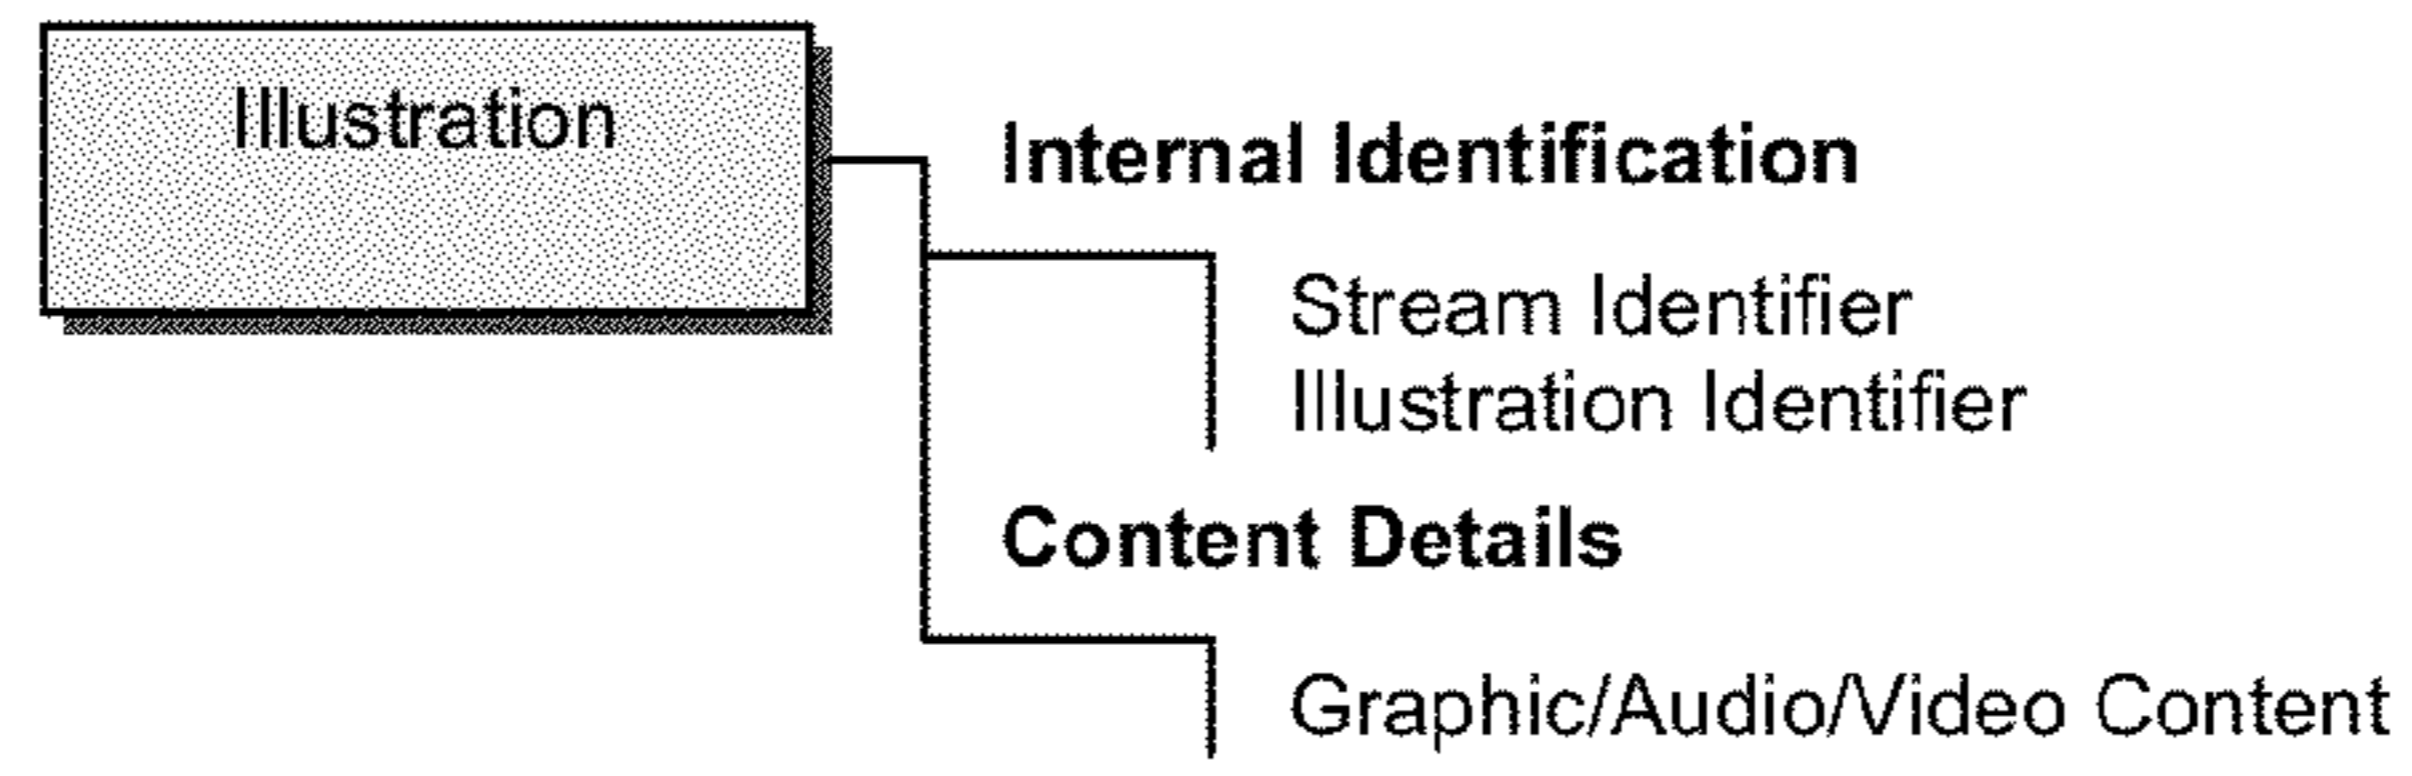 Illustration
Internal Identification
Stream Identifier
Illustration Identifier
Content Details
Graphic/Audio/Video Content